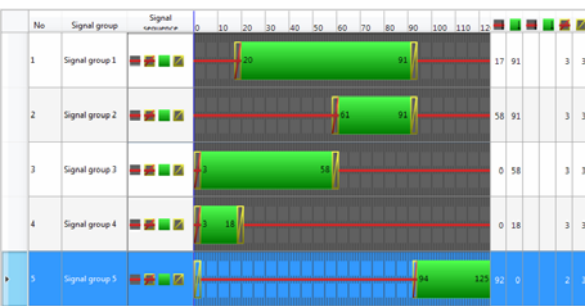 No Signal group Signal sequence 0 10 20 30 40 50 60 70 80 90 100 110 12
1 Signal group 1 20 91 17 91 3 3
2 Signal group 2 61 91 58 91 3 3
3 Signal group 3 3 58 0 58 3 3
4 Signal group 4 3 18 0 18 3 3
5 Signal group 5 94 125 92 0 2 3